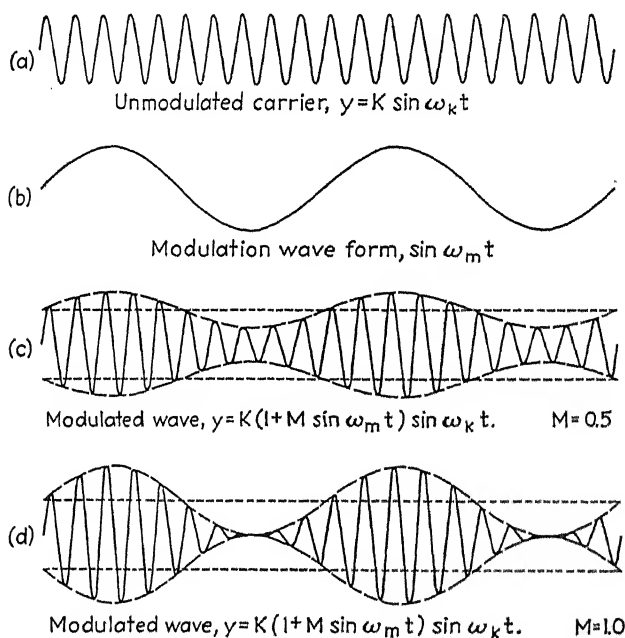 (a)
Unmodulated carrier, y=K sin ωₖt
(b)
Modulation wave form, sin ωₘt
(c)
Modulated wave, y=K(1+M sin ωₘt) sin ωₖt. M=0.5
(d)
Modulated wave, y=K(1+M sin ωₘt) sin ωₖt. M=1.0